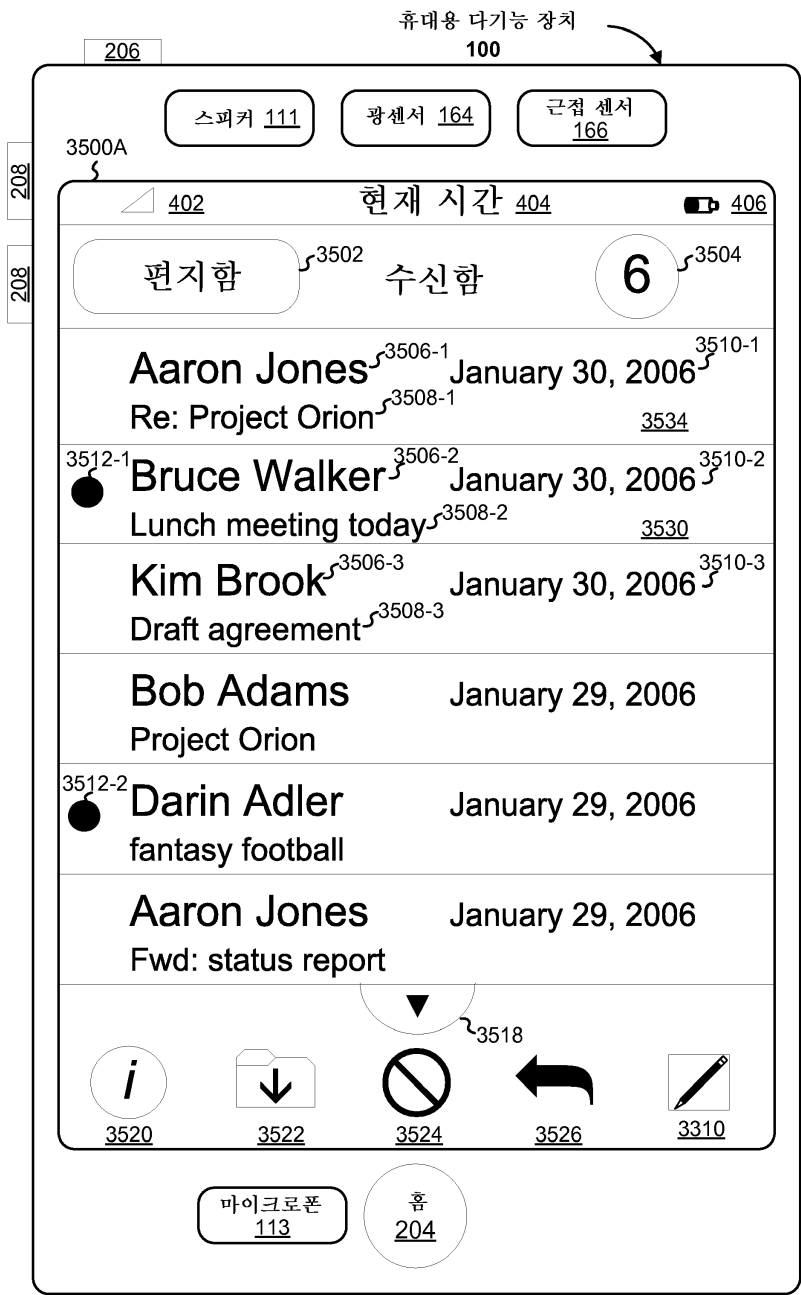 휴대용 다기능 장치
100
206
스피커 111
광센서 164
근접 센서
166
3500A
208
208
402
현재 시간 404
406
편지함
3502
수신함
6
3504
Aaron Jones 3506-1 January 30, 2006 3510-1
Re: Project Orion 3508-1
3534
3512-1
Bruce Walker 3506-2 January 30, 2006 3510-2
Lunch meeting today 3508-2
3530
Kim Brook 3506-3 January 30, 2006 3510-3
Draft agreement 3508-3
Bob Adams January 29, 2006
Project Orion
3512-2
Darin Adler January 29, 2006
fantasy football
Aaron Jones January 29, 2006
Fwd: status report
3518
i
3520 3522 3524 3526 3310
마이크로폰
113
홈
204